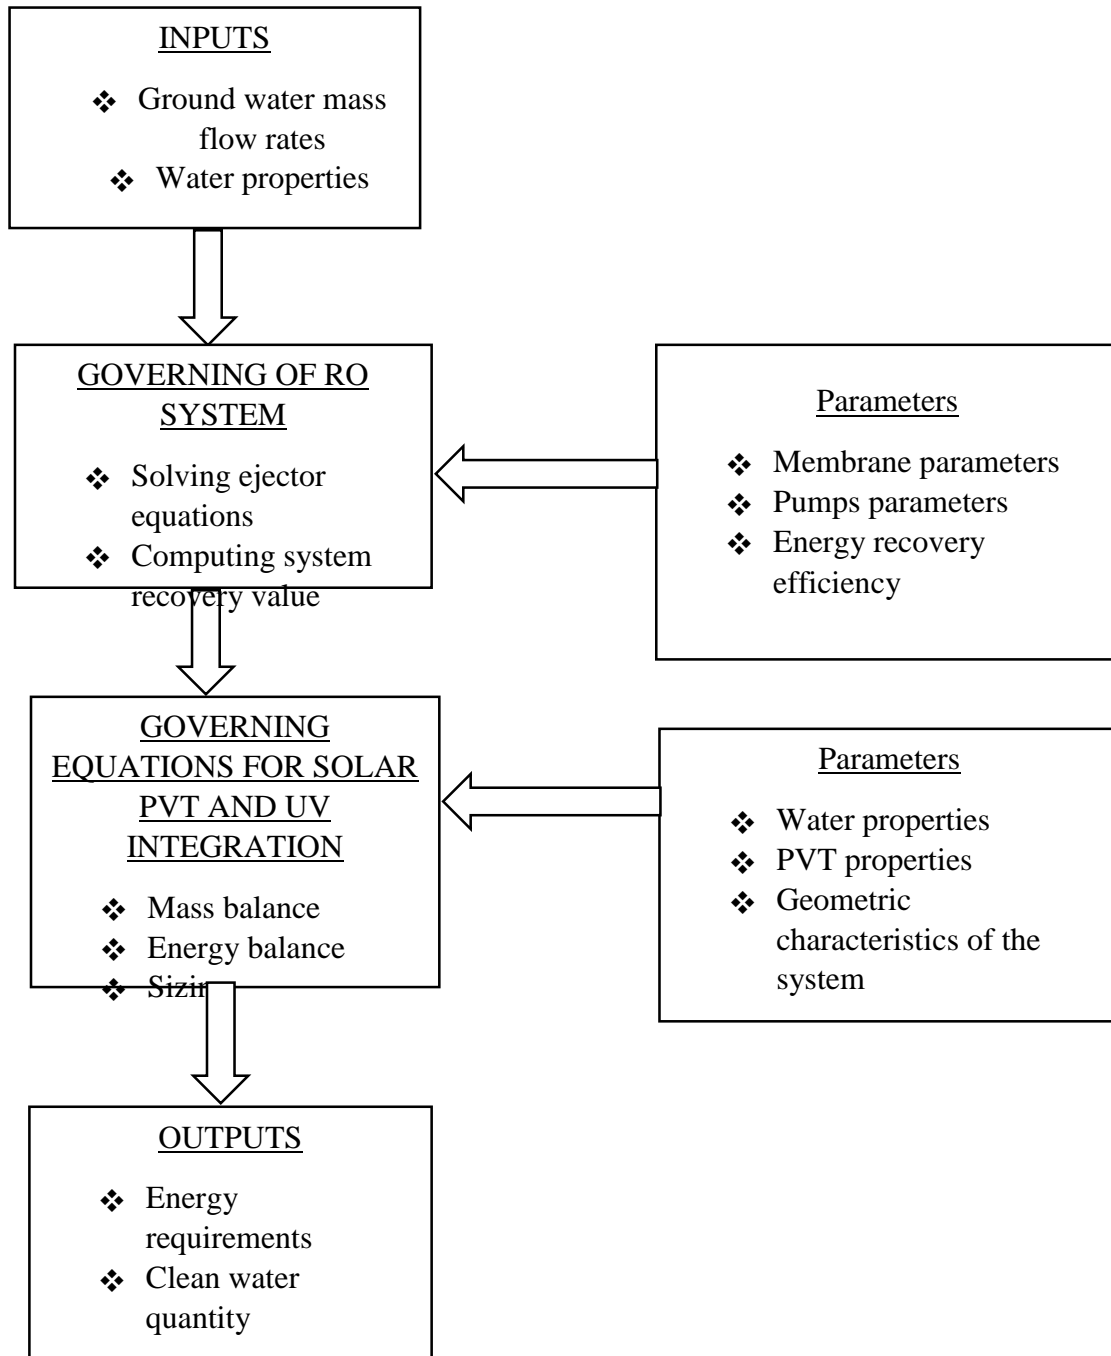 INPUTS
❖ Ground water mass
flow rates
❖ Water properties
GOVERNING OF RO
SYSTEM
❖ Solving ejector
equations
❖ Computing system
recovery value
Parameters
❖ Membrane parameters
❖ Pumps parameters
❖ Energy recovery
efficiency
GOVERNING
EQUATIONS FOR SOLAR
PVT AND UV
INTEGRATION
❖ Mass balance
❖ Energy balance
❖
Parameters
❖ Water properties
❖ PVT properties
❖ Geometric
characteristics of the
system
OUTPUTS
❖ Energy
requirements
❖ Clean water
quantity